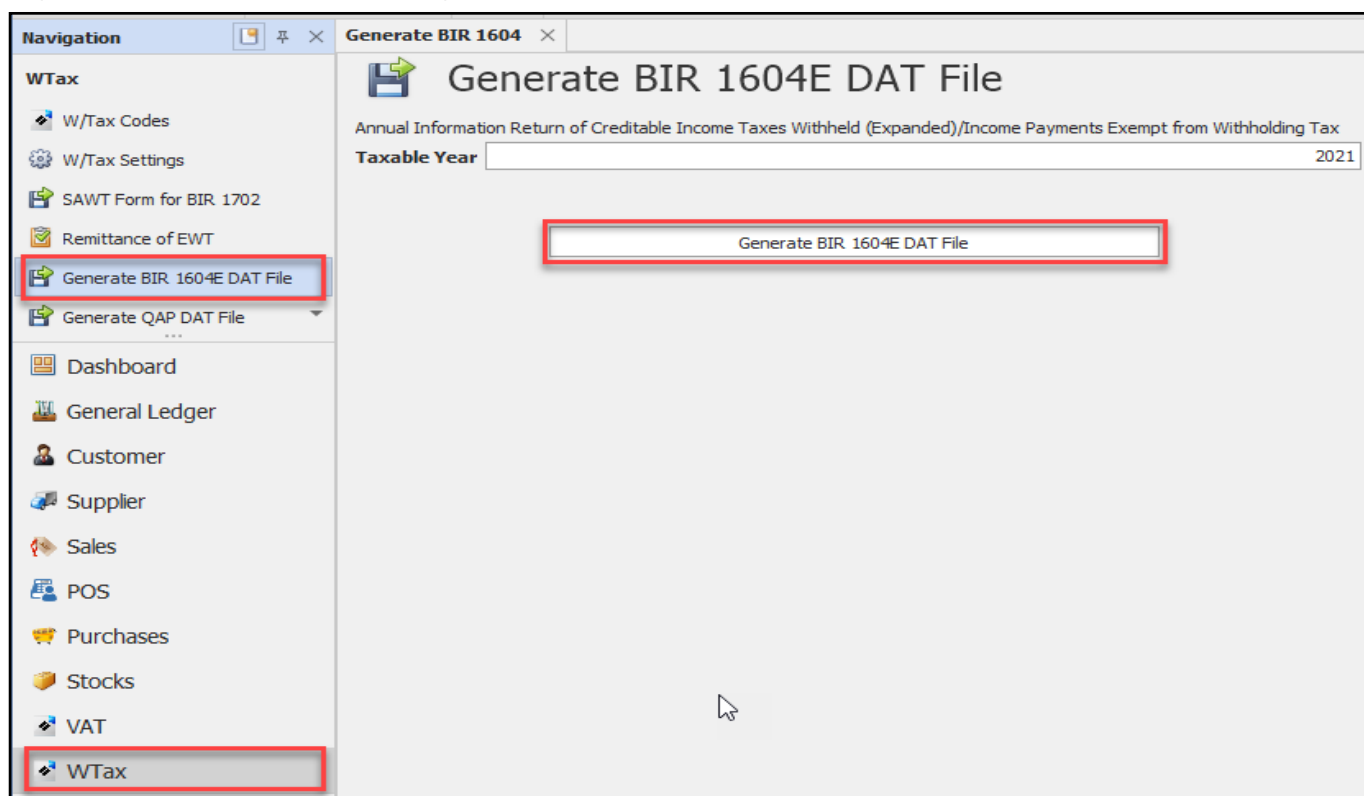 Navigation
WTax
W/Tax Codes
W/Tax Settings
SAWT Form for BIR 1702
Remittance of EWT
Generate BIR 1604E DAT File
Generate QAP DAT File
Dashboard
General Ledger
Customer
Supplier
Sales
POS
Purchases
Stocks
VAT
WTax
Generate BIR 1604
Generate BIR 1604E DAT File
Annual Information Return of Creditable Income Taxes Withheld (Expanded)/Income Payments Exempt from Withholding Tax
Taxable Year 2021
Generate BIR 1604E DAT File